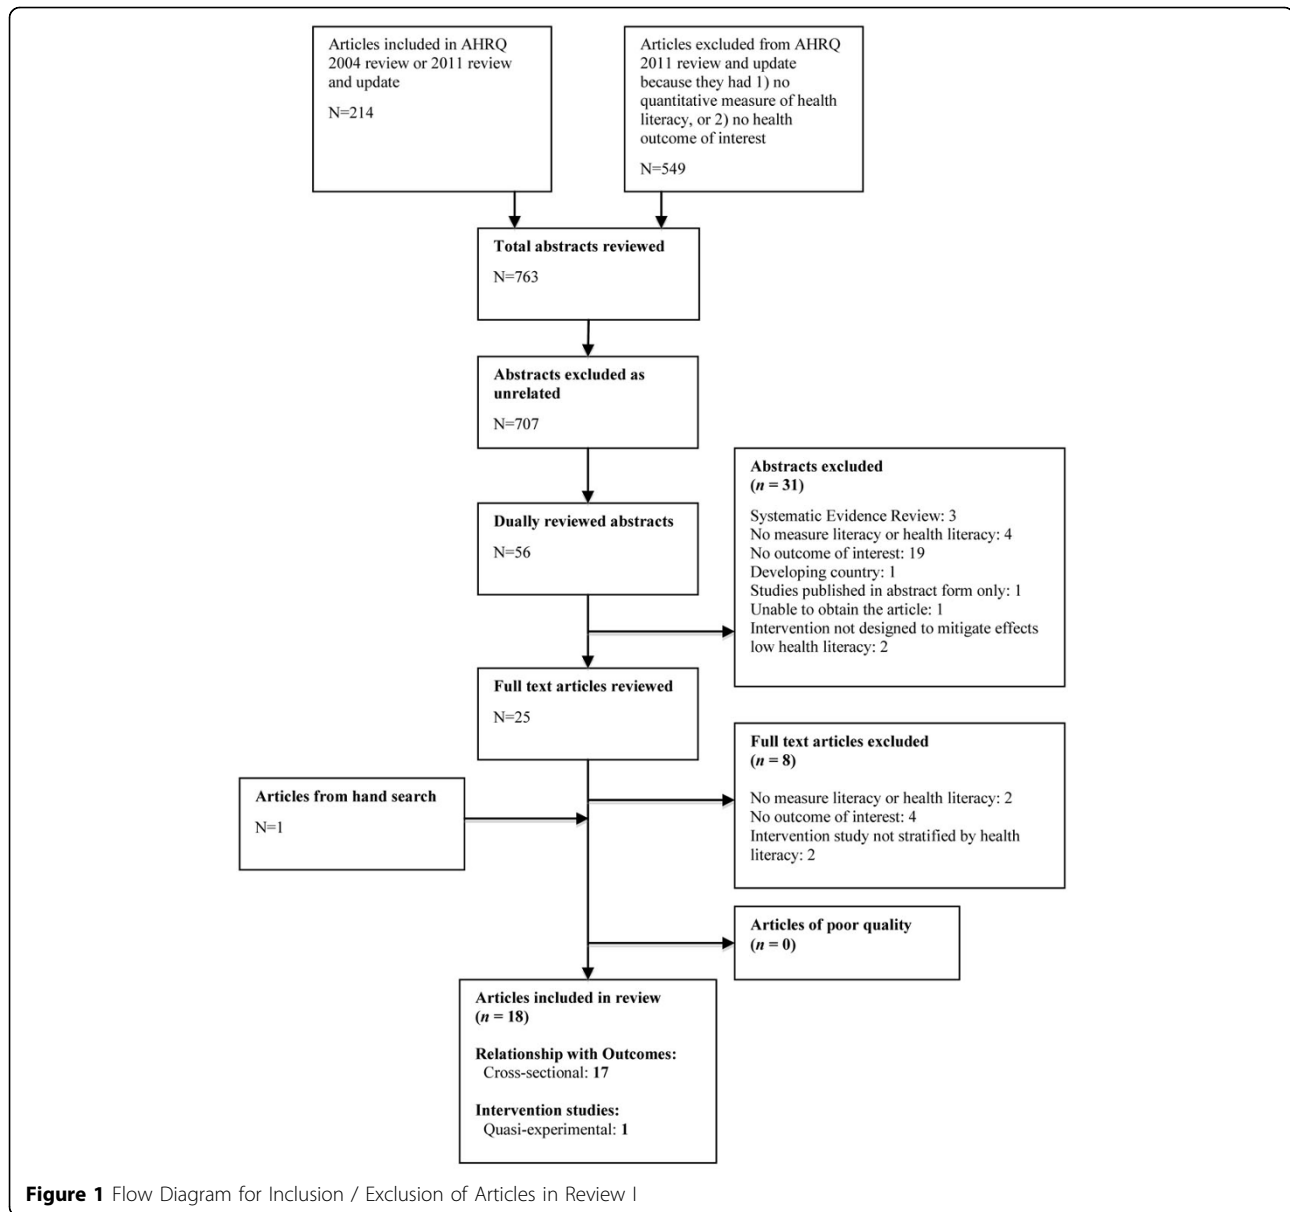 Articles included in AHRQ
2004 review or 2011 review
and update
N=214
Articles excluded from AHRQ
2011 review and update
because they had 1) no
quantitative measure of health
literacy, or 2) no health
outcome of interest
N=549
Total abstracts reviewed
N=763
Abstracts excluded as
unrelated
N=707
Dually reviewed abstracts
N=56
Abstracts excluded
(n = 31)
Systematic Evidence Review: 3
No measure literacy or health literacy: 4
No outcome of interest: 19
Developing country: 1
Studies published in abstract form only: 1
Unable to obtain the article: 1
Intervention not designed to mitigate effects
low health literacy: 2
Full text articles reviewed
N=25
Full text articles excluded
(n = 8)
No measure literacy or health literacy: 2
No outcome of interest: 4
Intervention study not stratified by health
literacy: 2
Articles from hand search
N=1
Articles of poor quality
(n = 0)
Articles included in review
(n = 18)
Relationship with Outcomes:
Cross-sectional: 17
Intervention studies:
Quasi-experimental: 1
Figure 1 Flow Diagram for Inclusion / Exclusion of Articles in Review I